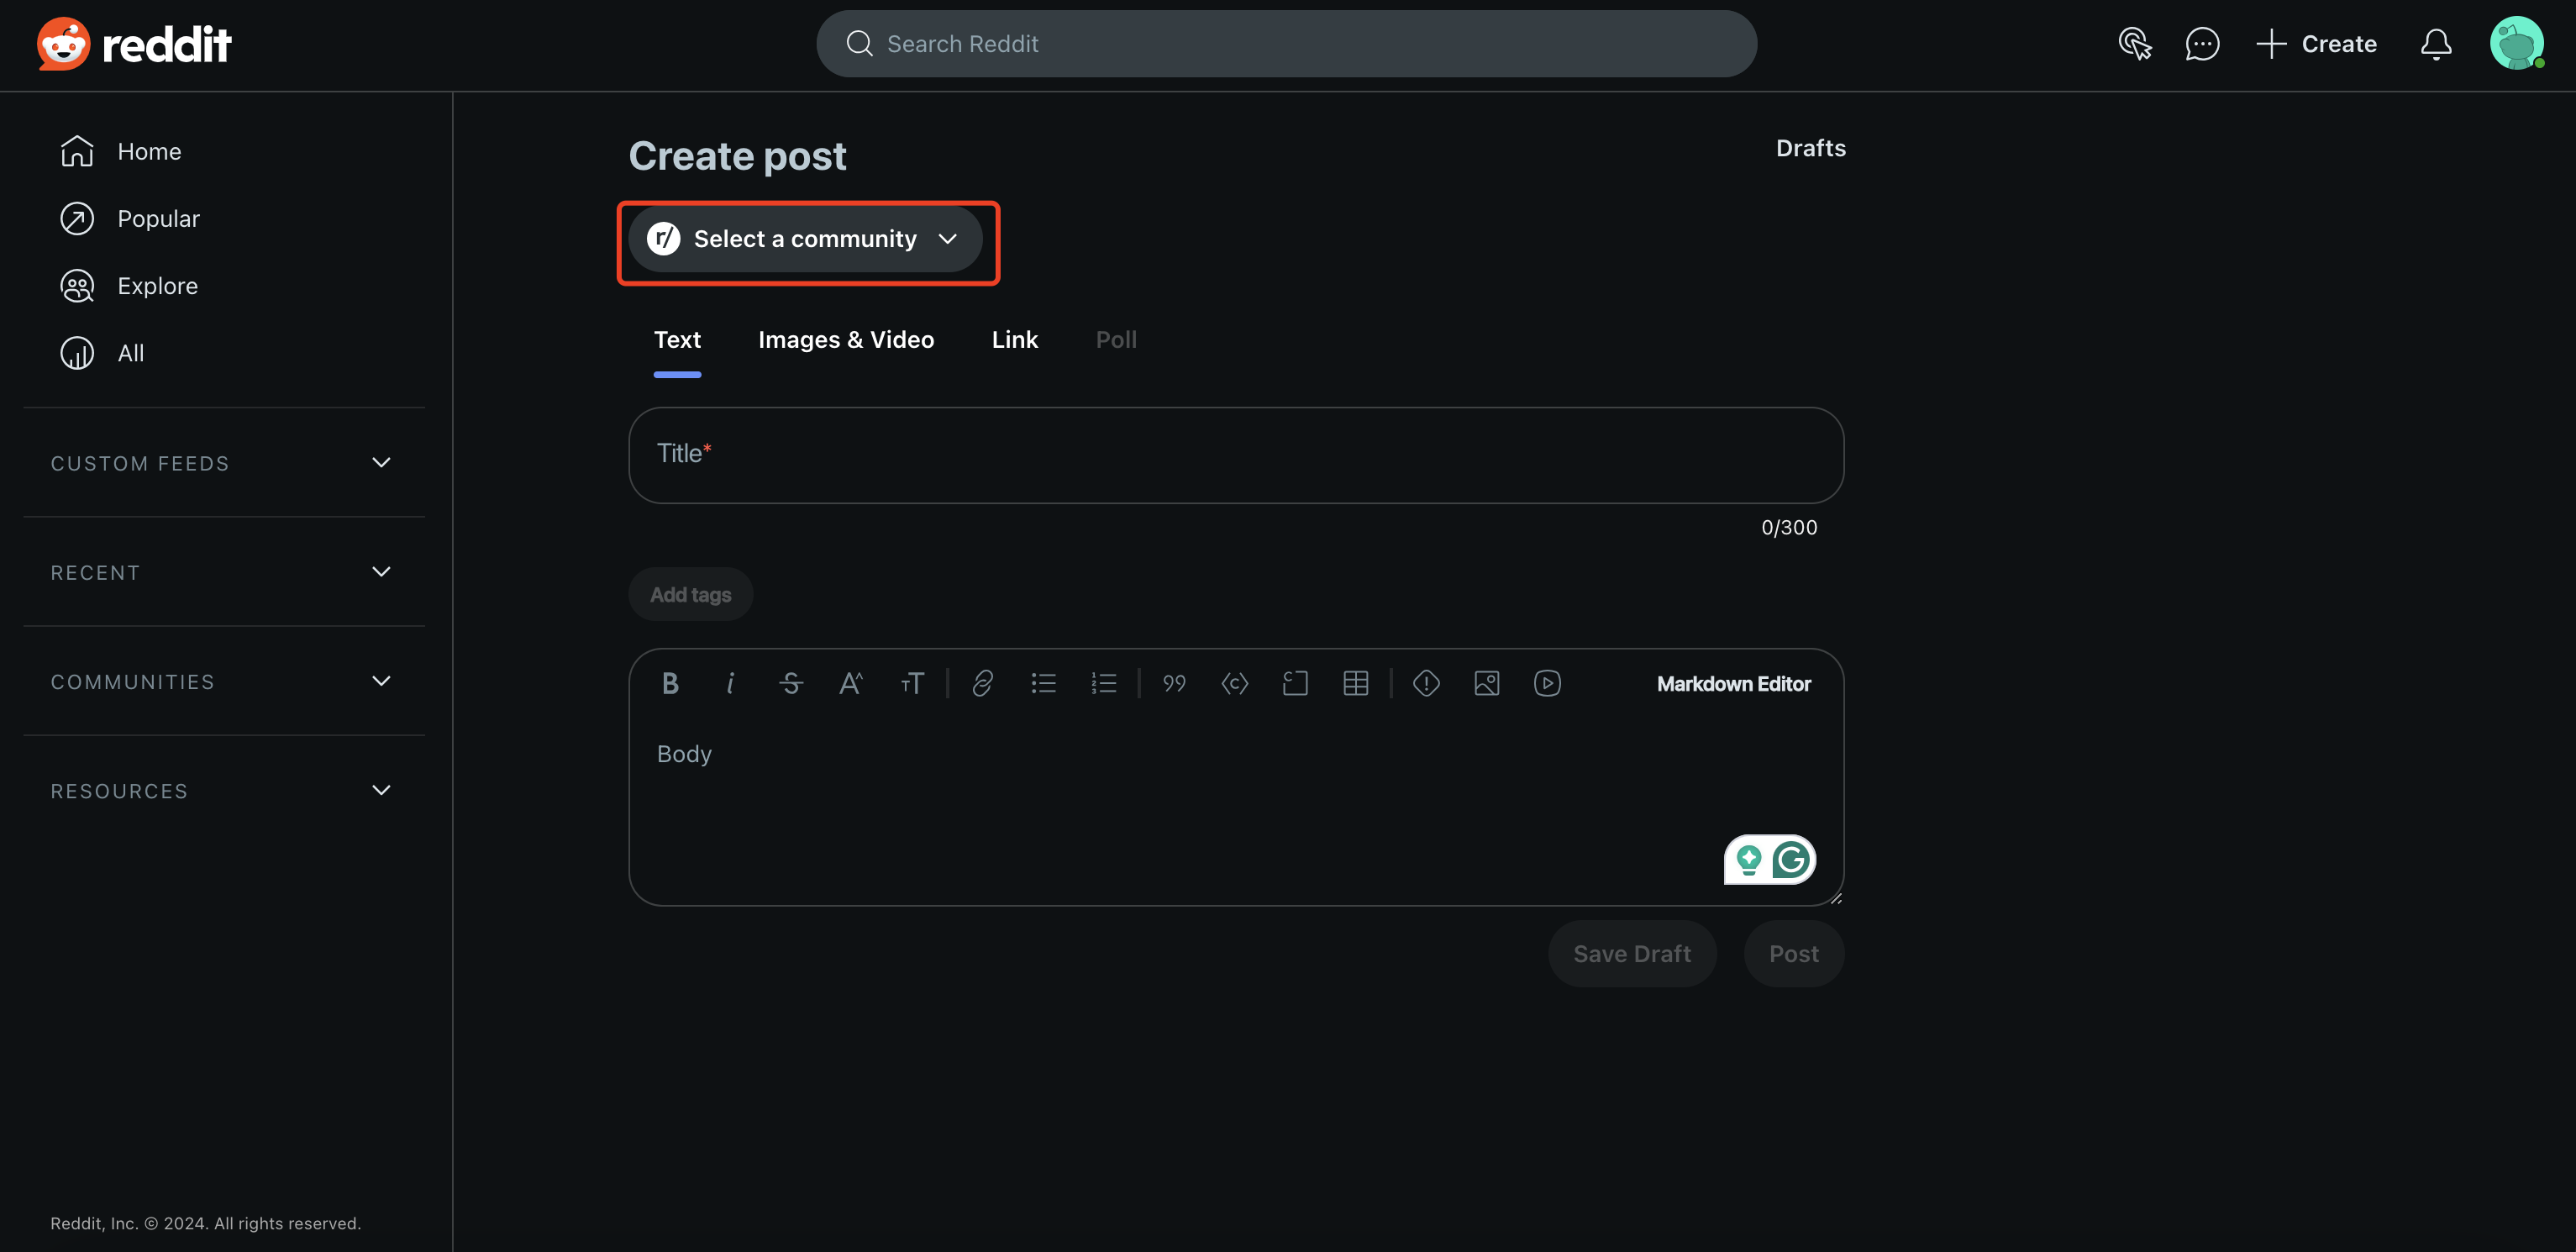 reddit
Search Reddit
Create
Home
Popular
Explore
All
CUSTOM FEEDS
RECENT
COMMUNITIES
RESOURCES
Reddit, Inc. © 2024. All rights reserved.
Create post
Drafts
r/ Select a community
Text Images & Video Link Poll
Title*
0/300
Add tags
Markdown Editor
Body
Save Draft Post